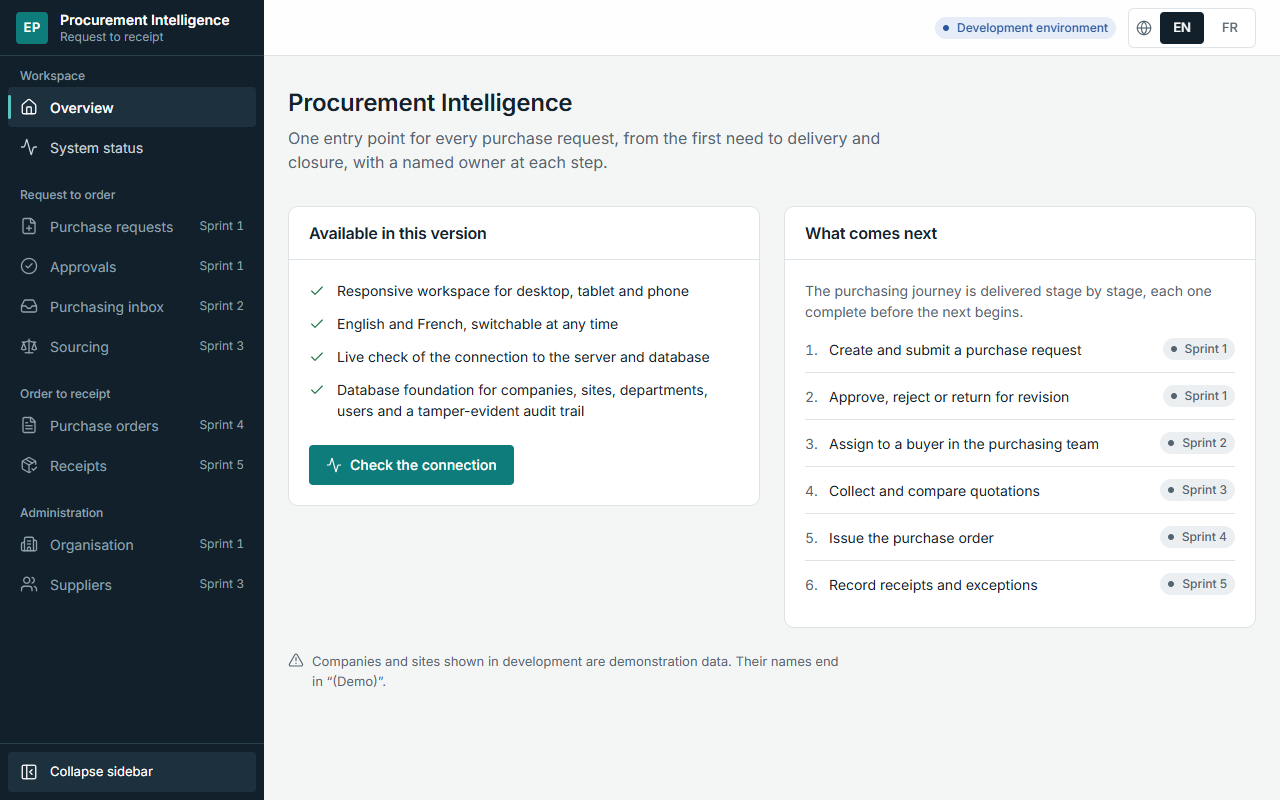 EP
Procurement Intelligence
Request to receipt
Development environment
EN
FR
Workspace
Overview
System status
Request to order
Purchase requests Sprint 1
Approvals Sprint 1
Purchasing inbox Sprint 2
Sourcing Sprint 3
Order to receipt
Purchase orders Sprint 4
Receipts Sprint 5
Administration
Organisation Sprint 1
Suppliers Sprint 3
Collapse sidebar
Procurement Intelligence
One entry point for every purchase request, from the first need to delivery and
closure, with a named owner at each step.
Available in this version
Responsive workspace for desktop, tablet and phone
English and French, switchable at any time
Live check of the connection to the server and database
Database foundation for companies, sites, departments,
users and a tamper-evident audit trail
Check the connection
What comes next
The purchasing journey is delivered stage by stage, each one
complete before the next begins.
1. Create and submit a purchase request Sprint 1
2. Approve, reject or return for revision Sprint 1
3. Assign to a buyer in the purchasing team Sprint 2
4. Collect and compare quotations Sprint 3
5. Issue the purchase order Sprint 4
6. Record receipts and exceptions Sprint 5
Companies and sites shown in development are demonstration data. Their names end
in “(Demo)”.